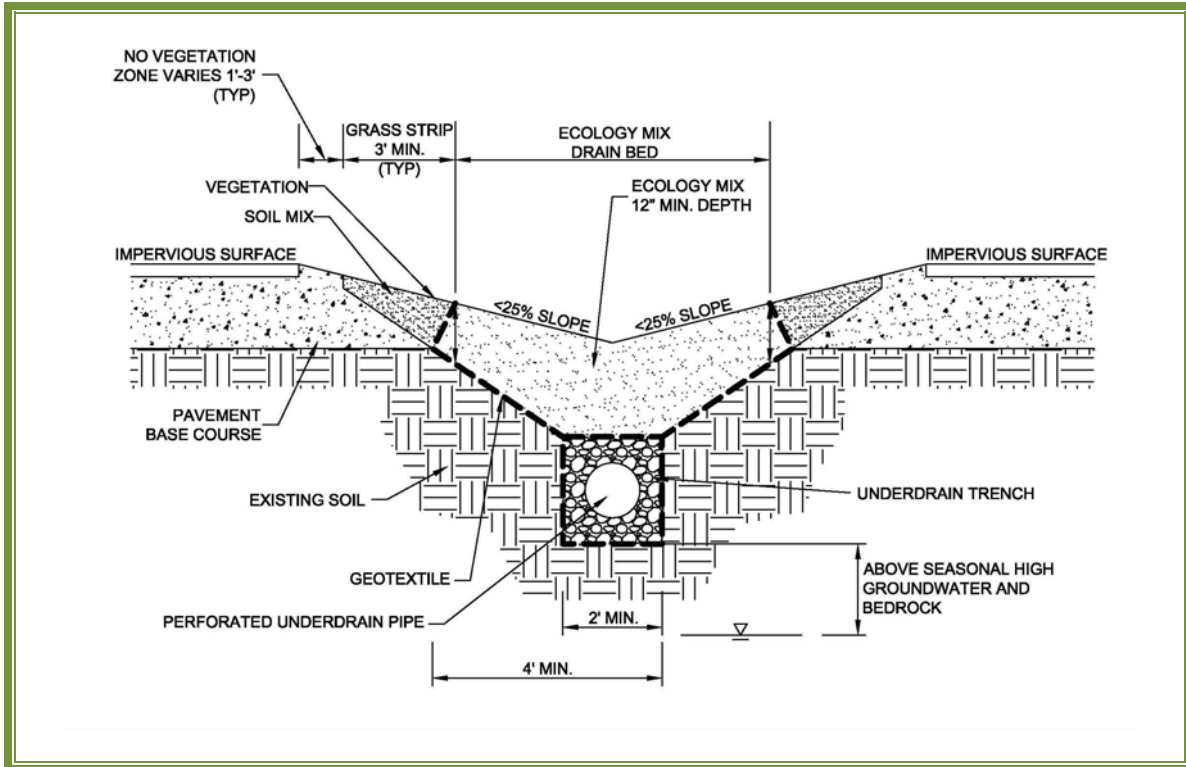 NO VEGETATION
ZONE VARIES 1'-3'
(TYP)
GRASS STRIP
3' MIN.
(TYP)
ECOLOGY MIX
DRAIN BED
VEGETATION
SOIL MIX
ECOLOGY MIX
12" MIN. DEPTH
IMPERVIOUS SURFACE
IMPERVIOUS SURFACE
<25% SLOPE
<25% SLOPE
PAVEMENT
BASE COURSE
EXISTING SOIL
UNDERDRAIN TRENCH
GEOTEXTILE
ABOVE SEASONAL HIGH
GROUNDWATER AND
BEDROCK
PERFORATED UNDERDRAIN PIPE
2' MIN.
4' MIN.